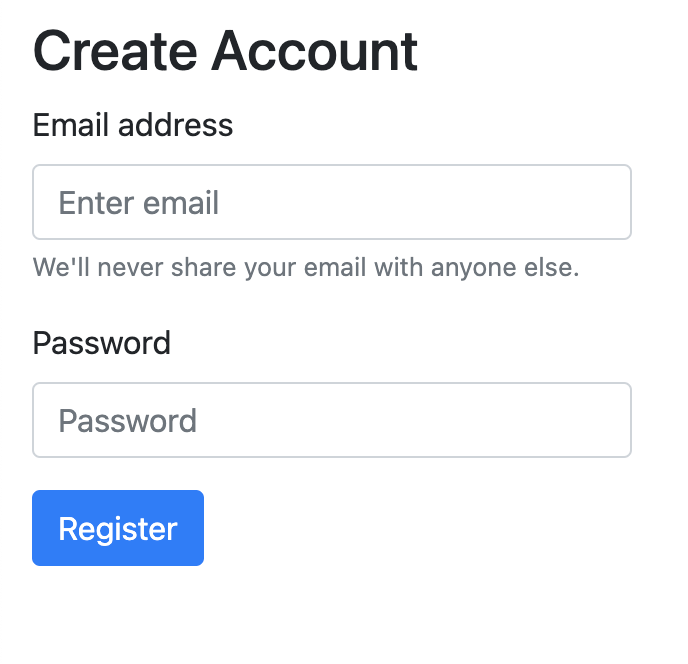 Create Account
Email address
Enter email
We'll never share your email with anyone else.
Password
Password
Register